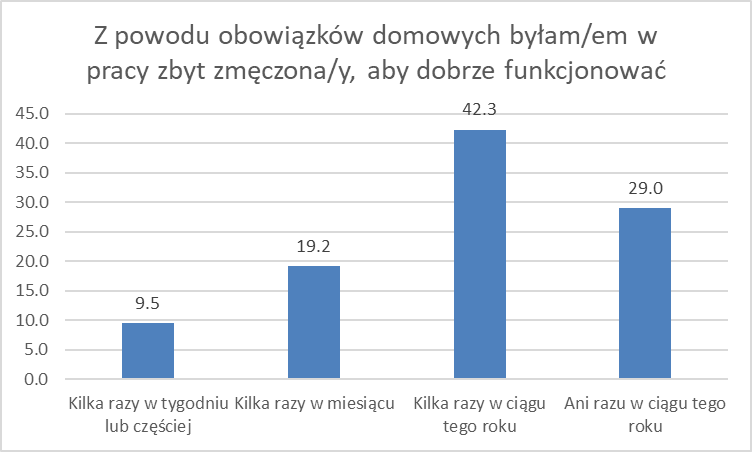 Z powodu obowiązków domowych byłam/em w
pracy zbyt zmęczona/y, aby dobrze funkcjonować
45.0
40.0
35.0
30.0
25.0
20.0
15.0
10.0
5.0
0.0
9.5
19.2
42.3
29.0
Kilka razy w tygodniu
lub częściej
Kilka razy w miesiącu
Kilka razy w ciągu
tego roku
Ani razu w ciągu tego
roku